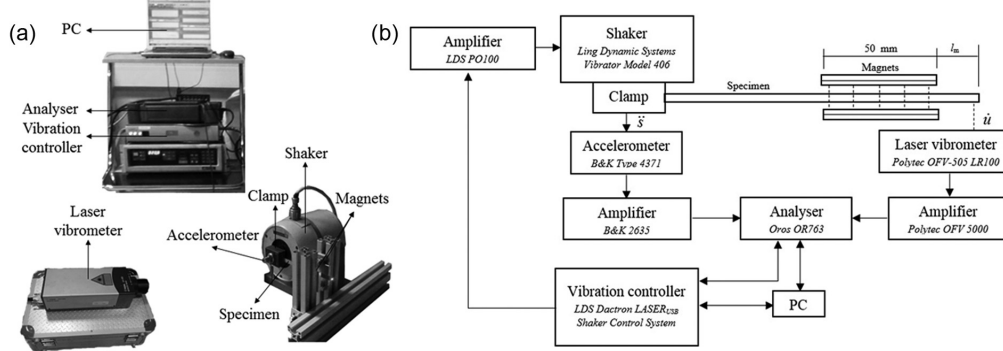 (a)
PC
Analyser
Vibration
controller
Shaker
Clamp
Magnets
Laser
vibrometer
Accelerometer
Specimen
(b)
Amplifier
LDS PO100
Shaker
Ling Dynamic Systems
Vibrator Model 406
Clamp
s̈
Specimen
50 mm
lm
Magnets
u̇
Accelerometer
B&K Type 4371
Laser vibrometer
Polytec OFV-505 LR100
Amplifier
B&K 2635
Analyser
Oros OR763
Amplifier
Polytec OFV 5000
Vibration controller
LDS Dactron LASERUSB
Shaker Control System
PC